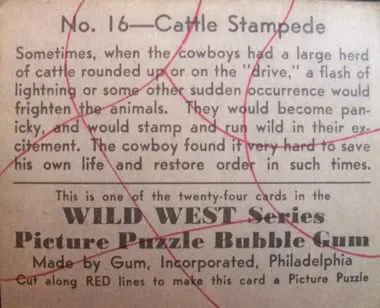 No. 16—Cattle Stampede
Sometimes, when the cowboys had a large herd
of cattle rounded up or on the "drive," a flash of
lightning or some other sudden occurrence would
frighten the animals. They would become pan-
icky, and would stamp and run wild in their ex-
citement. The cowboy found it very hard to save
his own life and restore order in such times.
This is one of the twenty-four cards in the
WILD WEST Series
Picture Puzzle Bubble Gum
Made by Gum, Incorporated, Philadelphia
Cut along RED lines to make this card a Picture Puzzle